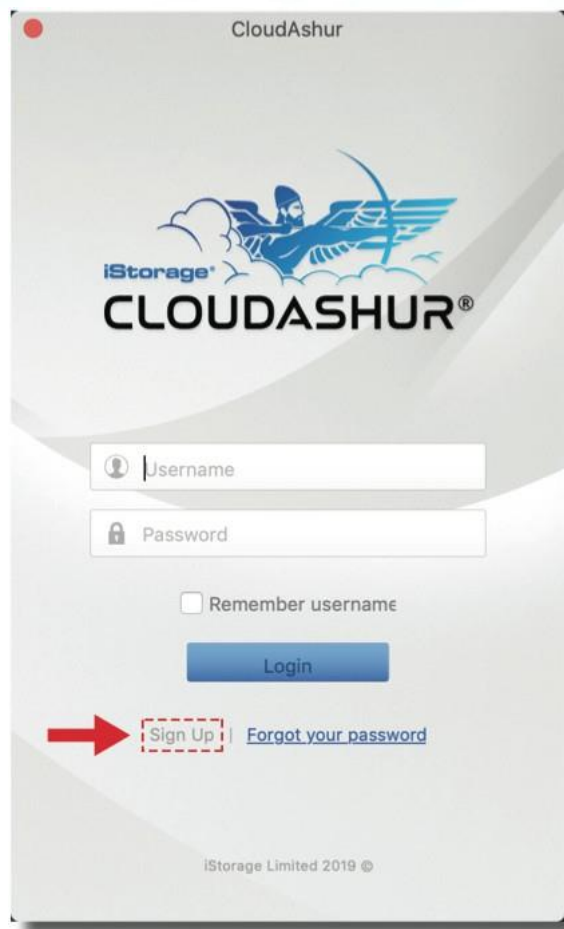 CloudAshur
iStorage®
CLOUDASHUR®
Username
Password
Remember username
Login
Sign Up | Forgot your password
iStorage Limited 2019 ©